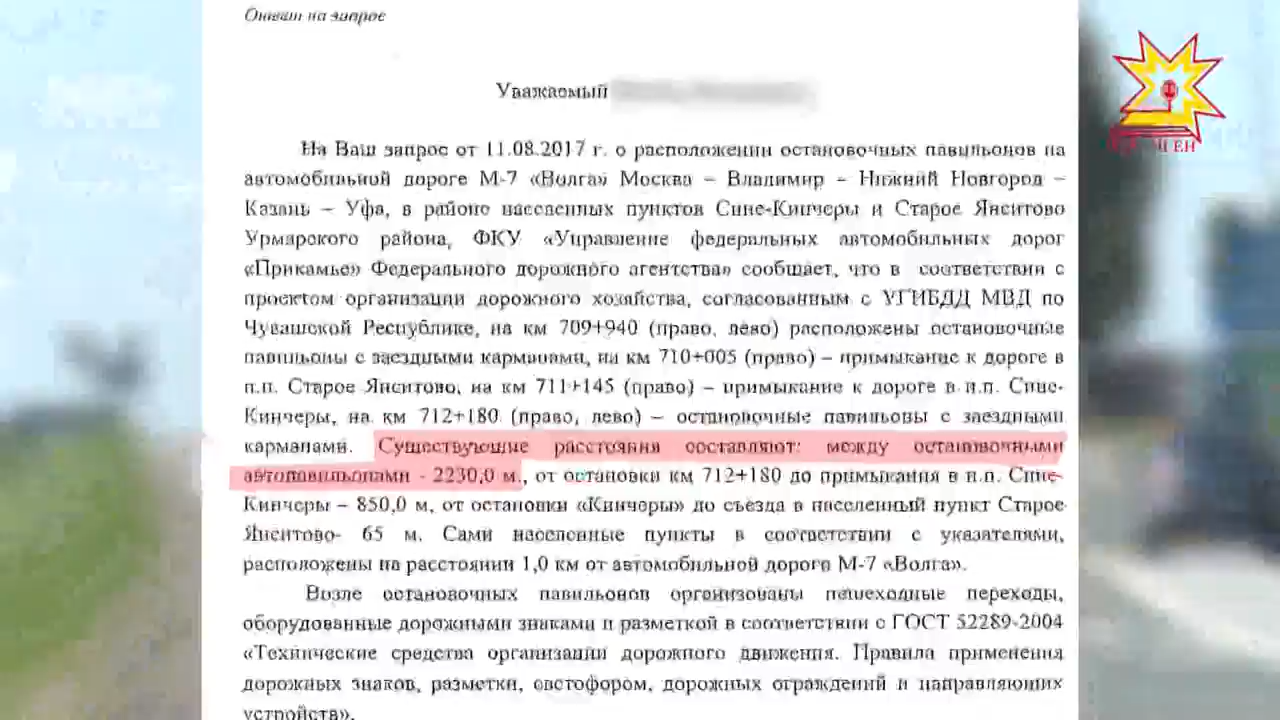 Ответ на запрос
Уважаемый
На Ваш запрос от 11.08.2017 г. о расположении остановочных павильонов на
автомобильной дороге М-7 «Волга» Москва – Владимир – Нижний Новгород –
Казань – Уфа, в районе населенных пунктов Сине-Кинчеры и Старое Янситово
Урмарского района, ФКУ «Управление федеральных автомобильных дорог
«Прикамье» Федерального дорожного агентства» сообщает, что в соответствии с
проектом организации дорожного хозяйства, согласованным с УГИБДД МВД по
Чувашской Республике, на км 709+940 (право, лево) расположены остановочные
павильоны с заездными карманами, на км 710+005 (право) – примыкание к дороге в
н.п. Старое Янситово, на км 711+145 (право) – примыкание к дороге в н.п. Сине-
Кинчеры, на км 712+180 (право, лево) – остановочные павильоны с заездными
карманами. Существующие расстояния составляют: между остановочными
автопавильонами - 2230,0 м., от остановки км 712+180 до примыкания в н.п. Сине-
Кинчеры – 850,0 м, от остановки «Кинчеры» до съезда в населенный пункт Старое
Янситово- 65 м. Сами населенные пункты в соответствии с указателями,
расположены на расстоянии 1,0 км от автомобильной дороги М-7 «Волга».
Возле остановочных павильонов организованы пешеходные переходы,
оборудованные дорожными знаками и разметкой в соответствии с ГОСТ 52289-2004
«Технические средства организации дорожного движения. Правила применения
дорожных знаков, разметки, светофоров, дорожных ограждений и направляющих
устройств».